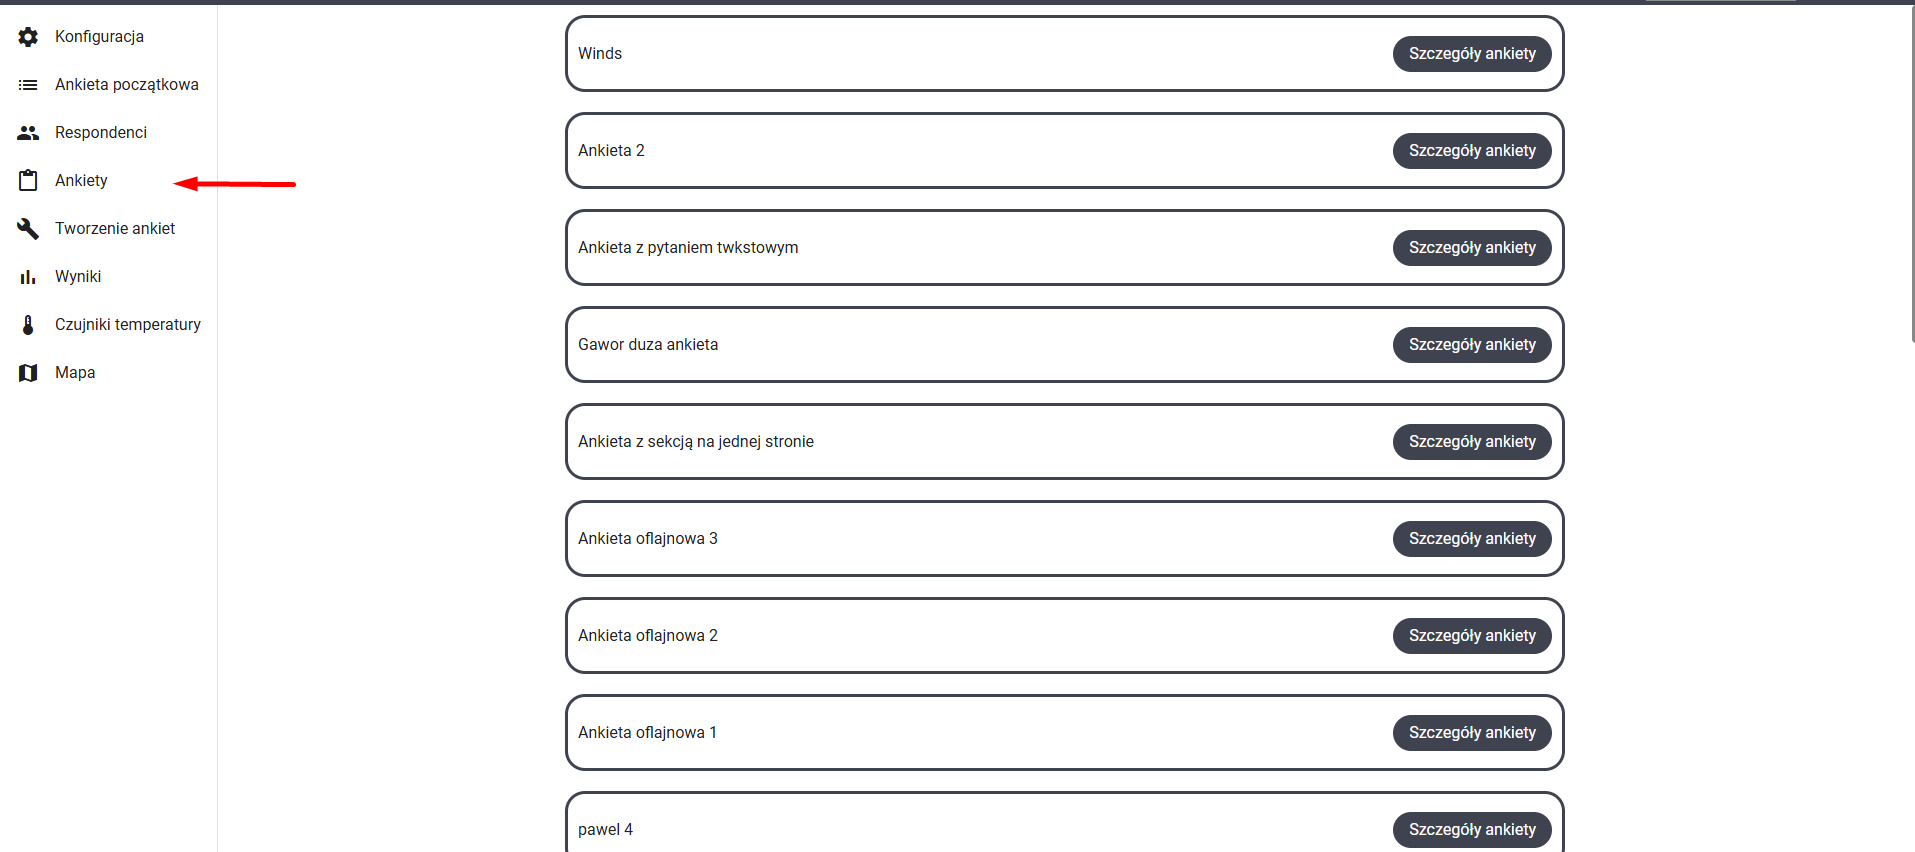 Konfiguracja
Ankieta początkowa
Respondenci
Ankiety
Tworzenie ankiet
Wyniki
Czujniki temperatury
Mapa
Winds
Szczegóły ankiety
Ankieta 2
Szczegóły ankiety
Ankieta z pytaniem twkstowym
Szczegóły ankiety
Gawor duza ankieta
Szczegóły ankiety
Ankieta z sekcją na jednej stronie
Szczegóły ankiety
Ankieta oflajnowa 3
Szczegóły ankiety
Ankieta oflajnowa 2
Szczegóły ankiety
Ankieta oflajnowa 1
Szczegóły ankiety
pawel 4
Szczegóły ankiety